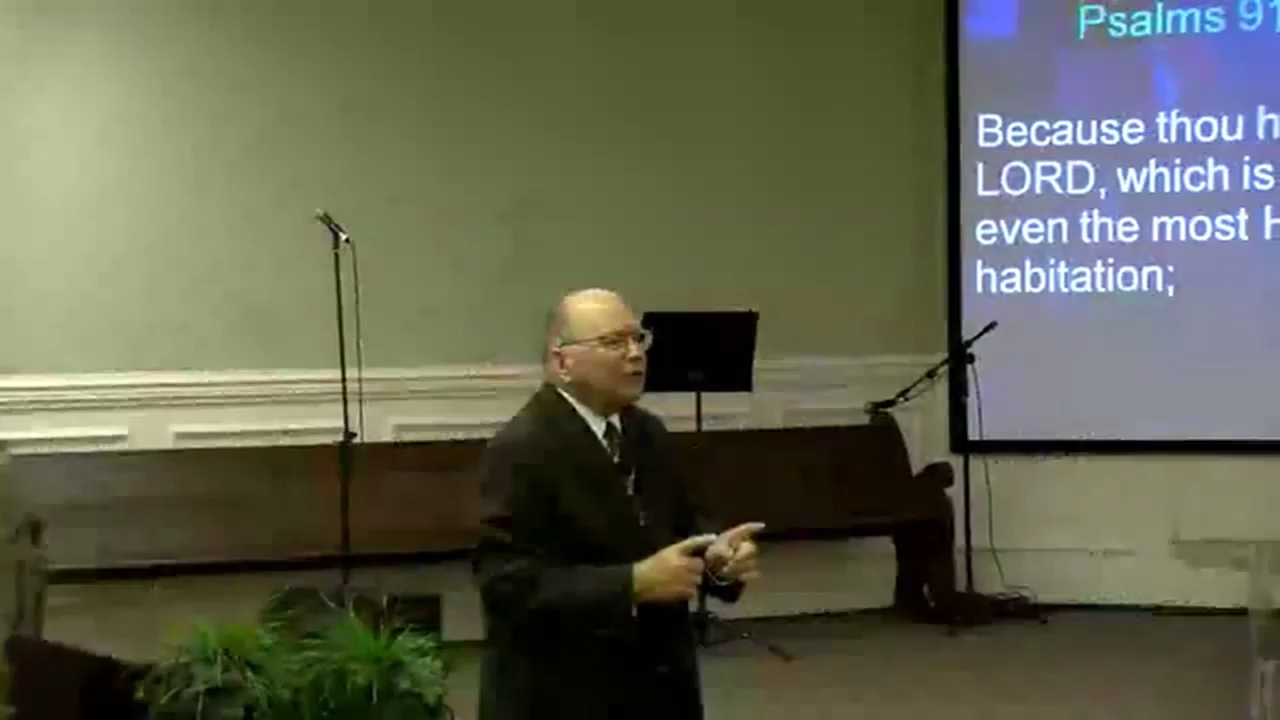 Psalms 91
Because thou h
LORD, which is
even the most H
habitation;